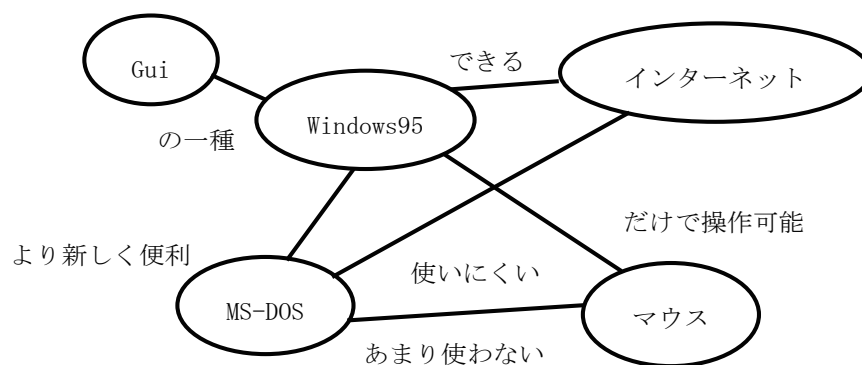 Gui
できる
インターネット
Windows95
の一種
だけで操作可能
より新しく便利
使いにくい
MS-DOS
マウス
あまり使わない